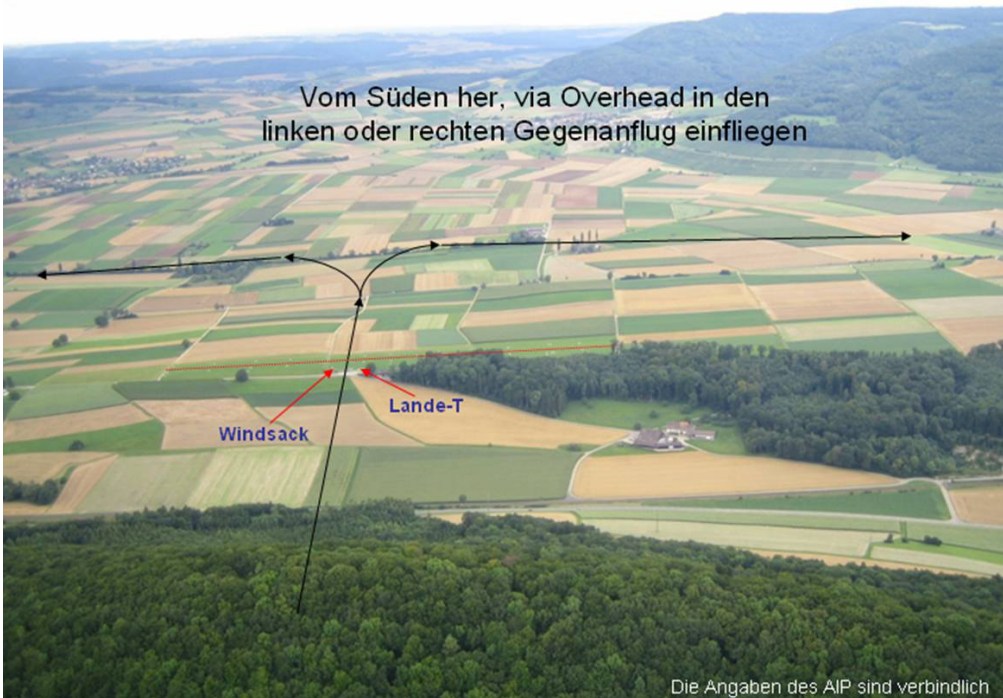 Vom Süden her, via Overhead in den
linken oder rechten Gegenanflug einfliegen
Lande-T
Windsack
Die Angaben des AIP sind verbindlich